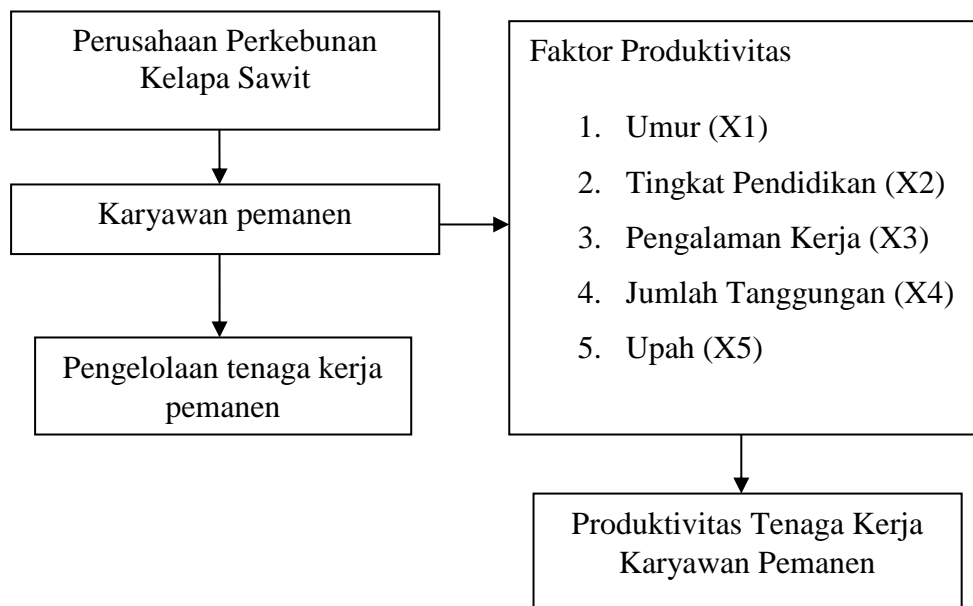 Perusahaan Perkebunan
Kelapa Sawit
Karyawan pemanen
Pengelolaan tenaga kerja
pemanen
Faktor Produktivitas
1. Umur (X1)
2. Tingkat Pendidikan (X2)
3. Pengalaman Kerja (X3)
4. Jumlah Tanggungan (X4)
5. Upah (X5)
Produktivitas Tenaga Kerja
Karyawan Pemanen